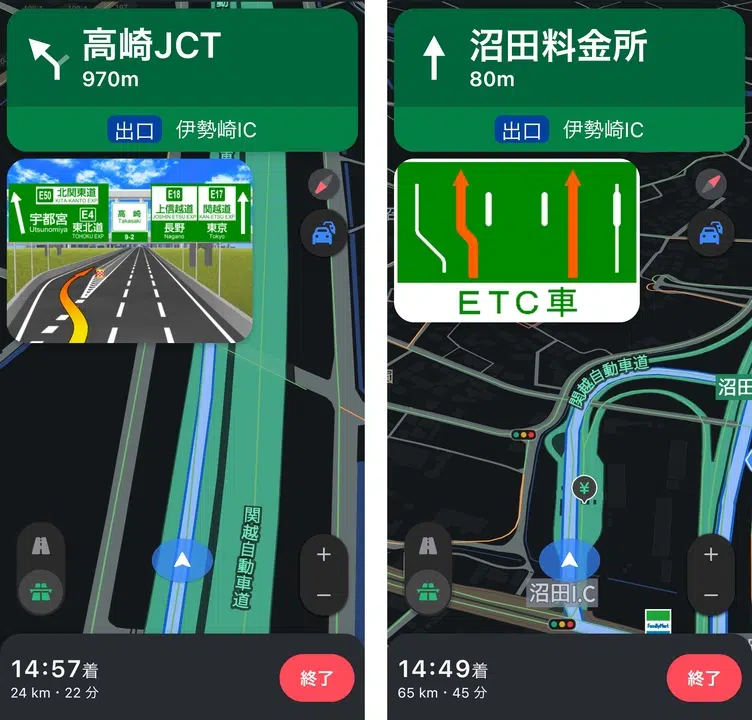 高崎JCT
970m
出口 伊勢崎IC
E50 北関東道
KITA-KANTO EXP
宇都宮
Utsunomiya
E4
東北道
TOHOKU EXP
高崎
Takasaki
9-2
E18
上信越道
JOSHIN-ETSU EXP
長野
Nagano
E17
関越道
KAN-ETSU EXP
東京
Tokyo
関越自動車道
14:57着
24 km・22 分
終了
沼田料金所
80m
出口 伊勢崎IC
ETC車
関越自動車道
沼田
¥
沼田I.C
FamilyMart
14:49着
65 km・45 分
終了